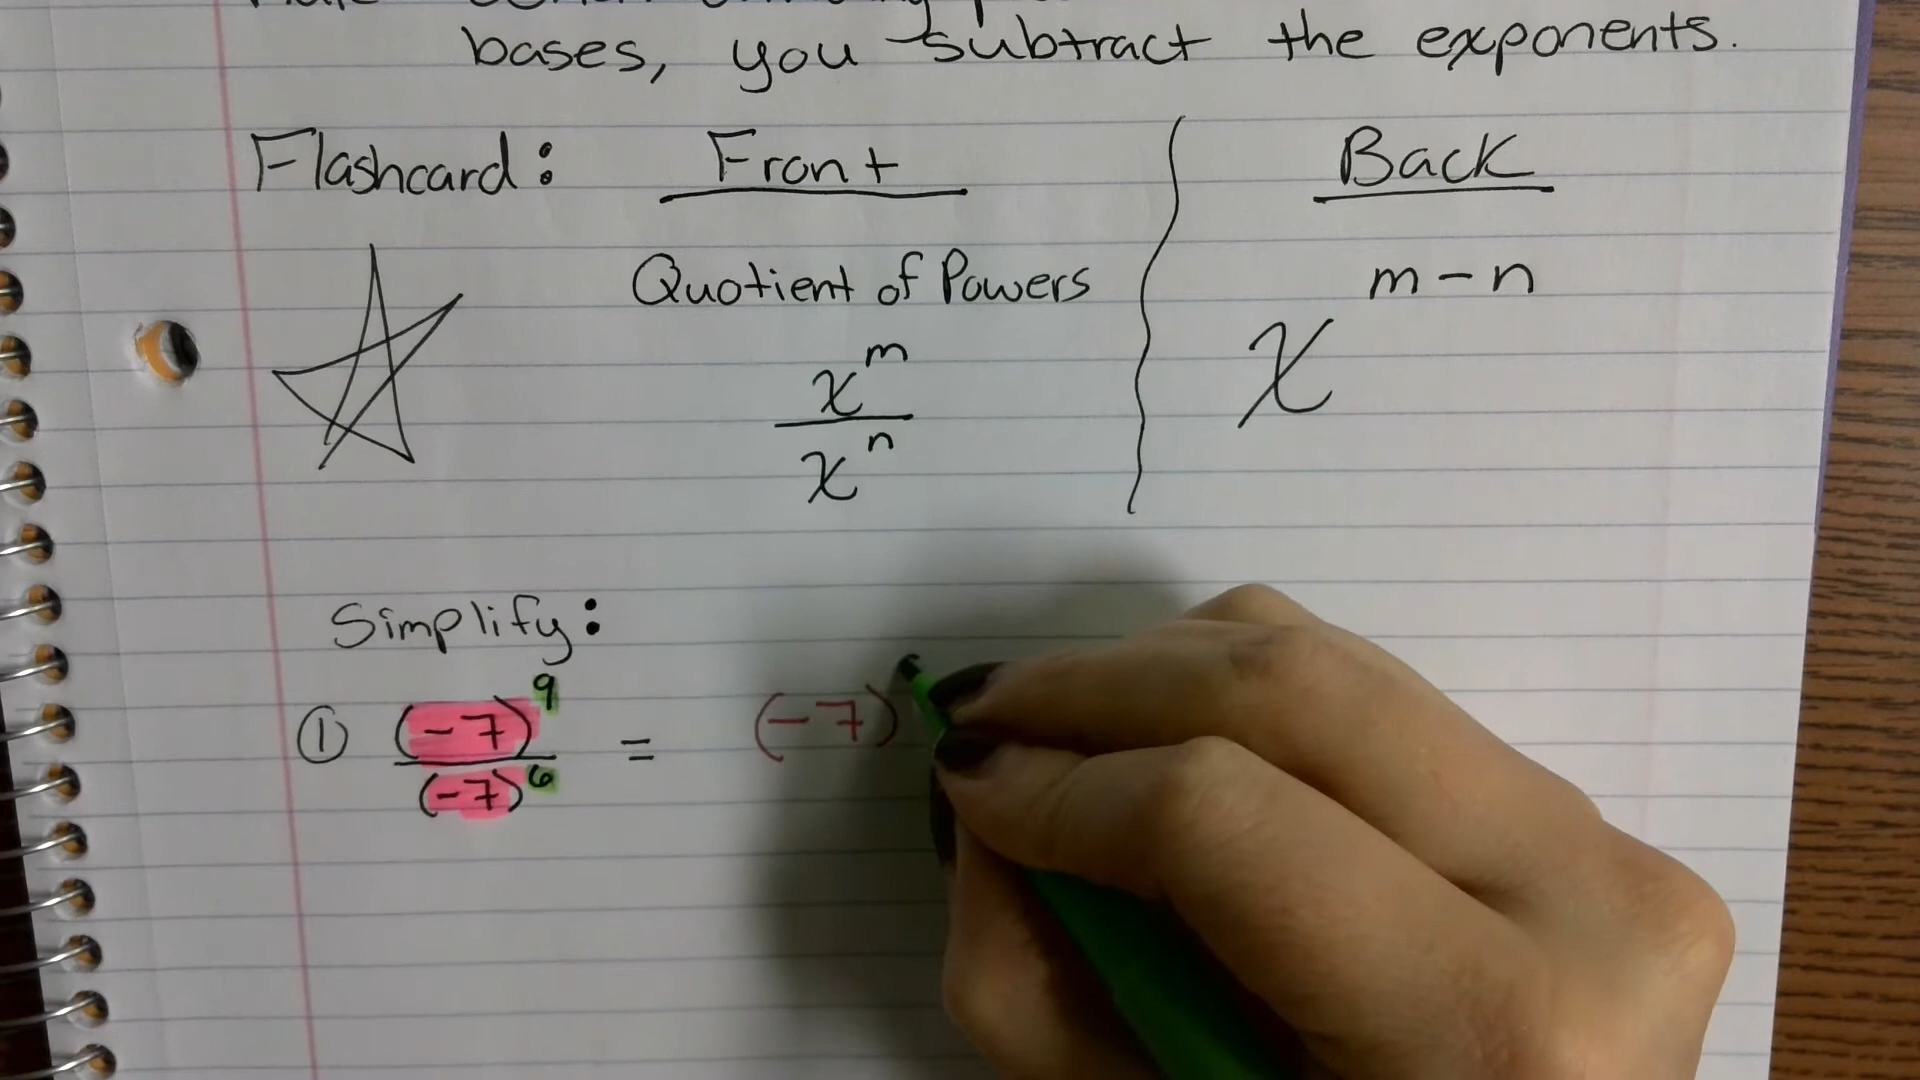 bases, you subtract the exponents.
Flashcard: Front Back
Quotient of Powers m - n
x^m x
x^n
Simplify:
① (-7)^9 = (-7)
(-7)^6